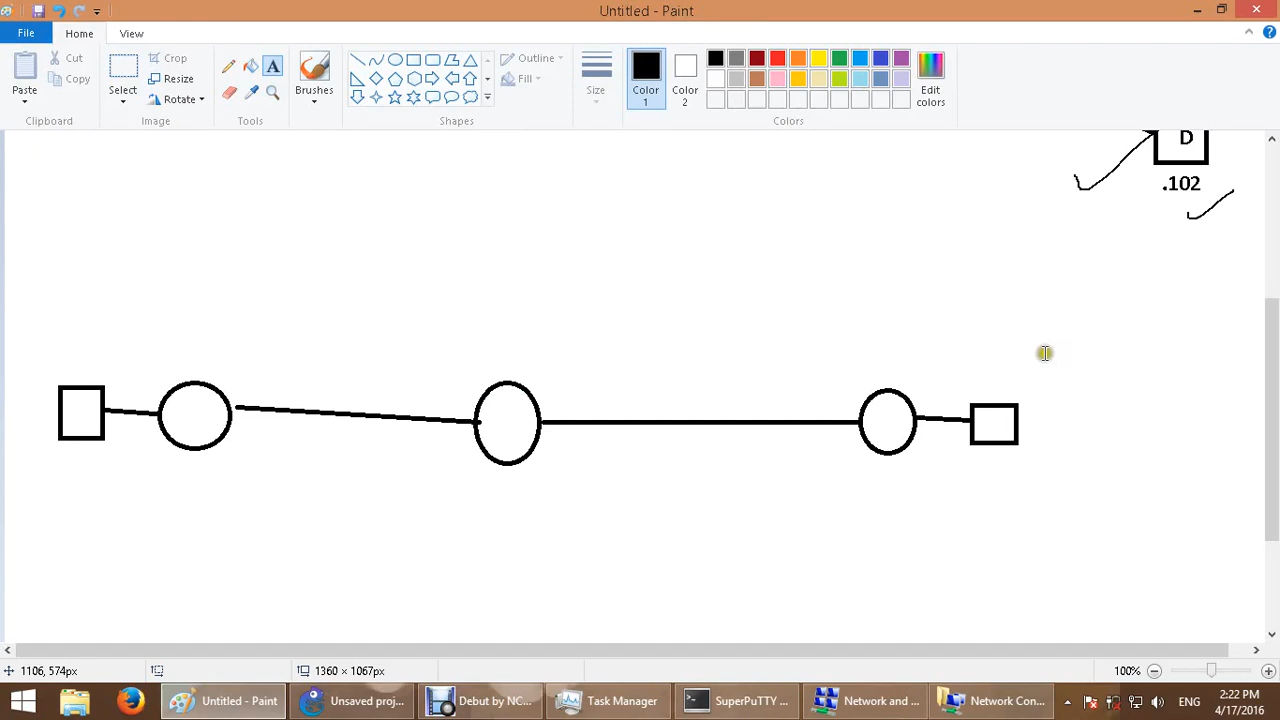 Untitled - Paint
File
Home
View
Paste
Cut
Copy
Clipboard
Select
Crop
Resize
Rotate
Image
A
Tools
Brushes
Outline
Fill
Shapes
Size
Color 1
Color 2
Edit colors
Colors
D
.102
1106, 574px
1360 × 1067px
100%
Untitled - Paint
Unsaved proj...
Debut by NC...
Task Manager
SuperPuTTY ...
Network and ...
Network Con...
ENG
2:22 PM
4/17/2016